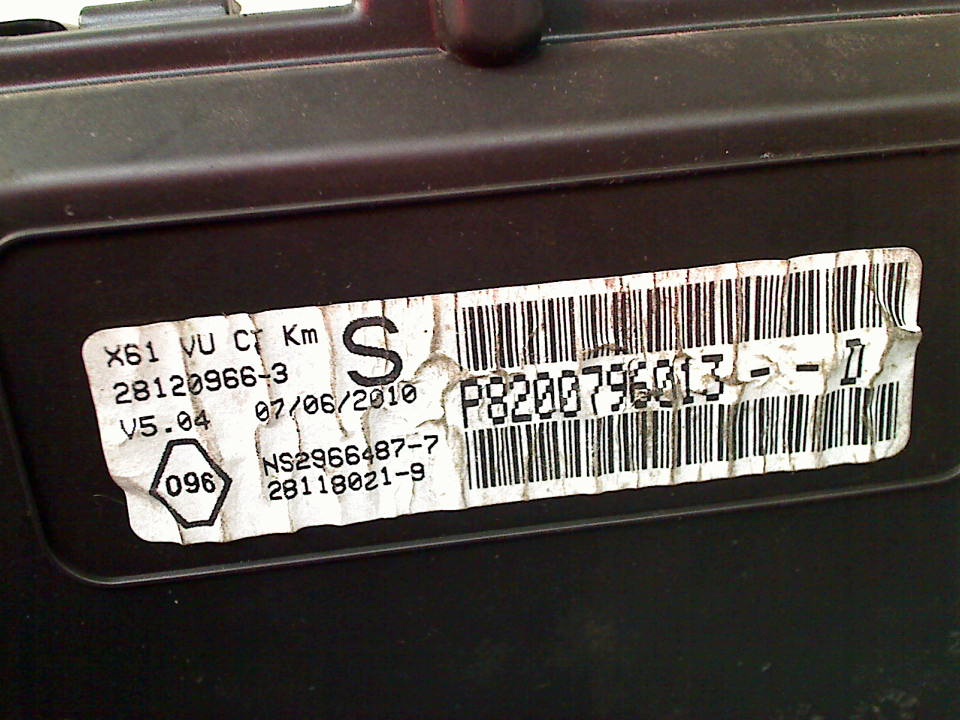 X61 VU CT Km
S
28120966-3
V5.04 07/06/2010
096
NS2966487-7
28118021-9
P8200796013 - - D